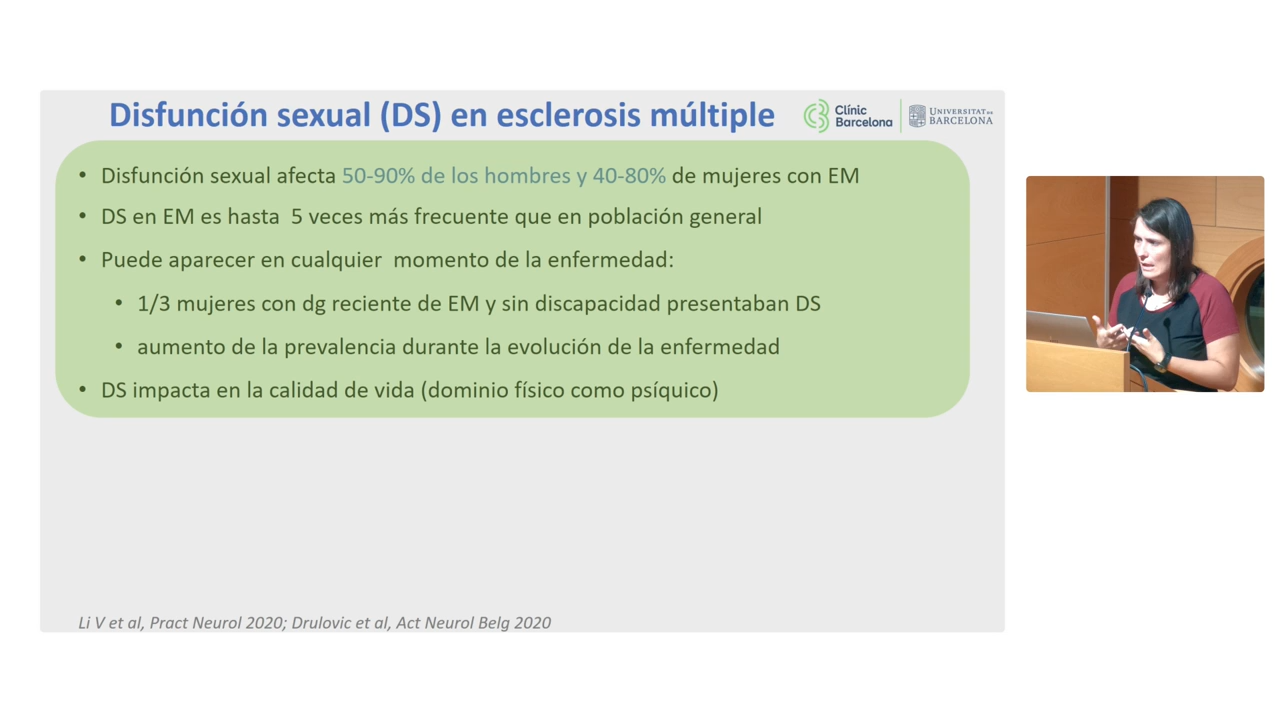 Disfunción sexual (DS) en esclerosis múltiple
Clínic
Barcelona
UNIVERSITAT DE
BARCELONA
• Disfunción sexual afecta 50-90% de los hombres y 40-80% de mujeres con EM
• DS en EM es hasta 5 veces más frecuente que en población general
• Puede aparecer en cualquier momento de la enfermedad:
• 1/3 mujeres con dg reciente de EM y sin discapacidad presentaban DS
• aumento de la prevalencia durante la evolución de la enfermedad
• DS impacta en la calidad de vida (dominio físico como psíquico)
Li V et al, Pract Neurol 2020; Drulovic et al, Act Neurol Belg 2020